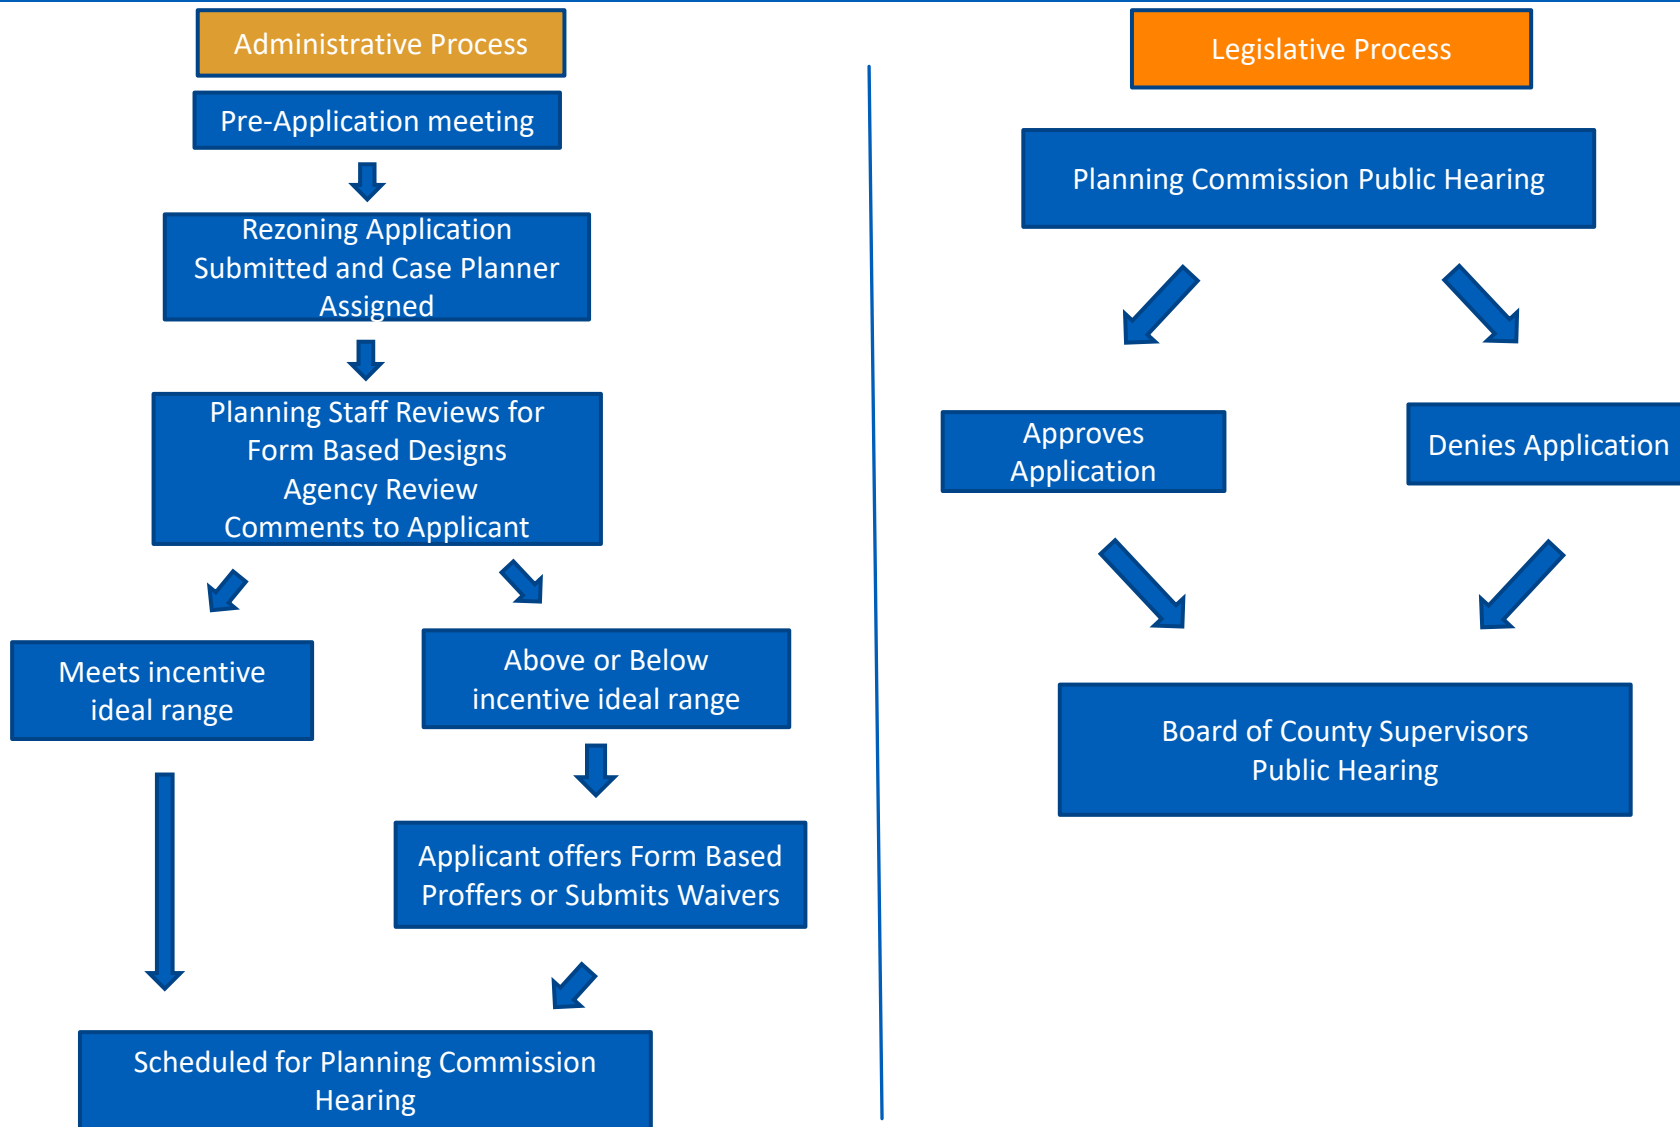 Administrative Process
Pre-Application meeting
Rezoning Application
Submitted and Case Planner
Assigned
Planning Staff Reviews for
Form Based Designs
Agency Review
Comments to Applicant
Meets incentive
ideal range
Above or Below
incentive ideal range
Applicant offers Form Based
Proffers or Submits Waivers
Scheduled for Planning Commission
Hearing
Legislative Process
Planning Commission Public Hearing
Approves
Application
Denies Application
Board of County Supervisors
Public Hearing